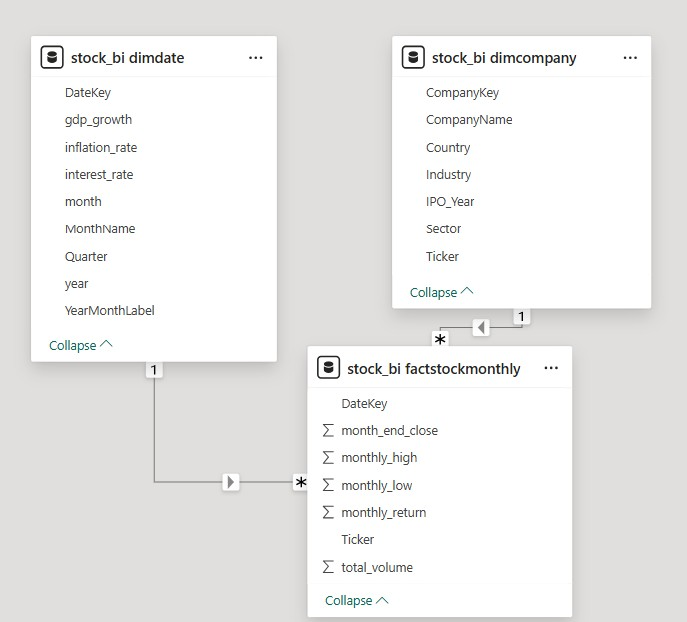 stock_bi dimdate
DateKey
gdp_growth
inflation_rate
interest_rate
month
MonthName
Quarter
year
YearMonthLabel
Collapse
1
*
stock_bi dimcompany
CompanyKey
CompanyName
Country
Industry
IPO_Year
Sector
Ticker
Collapse
1
*
stock_bi factstockmonthly
DateKey
∑ month_end_close
∑ monthly_high
∑ monthly_low
∑ monthly_return
Ticker
∑ total_volume
Collapse